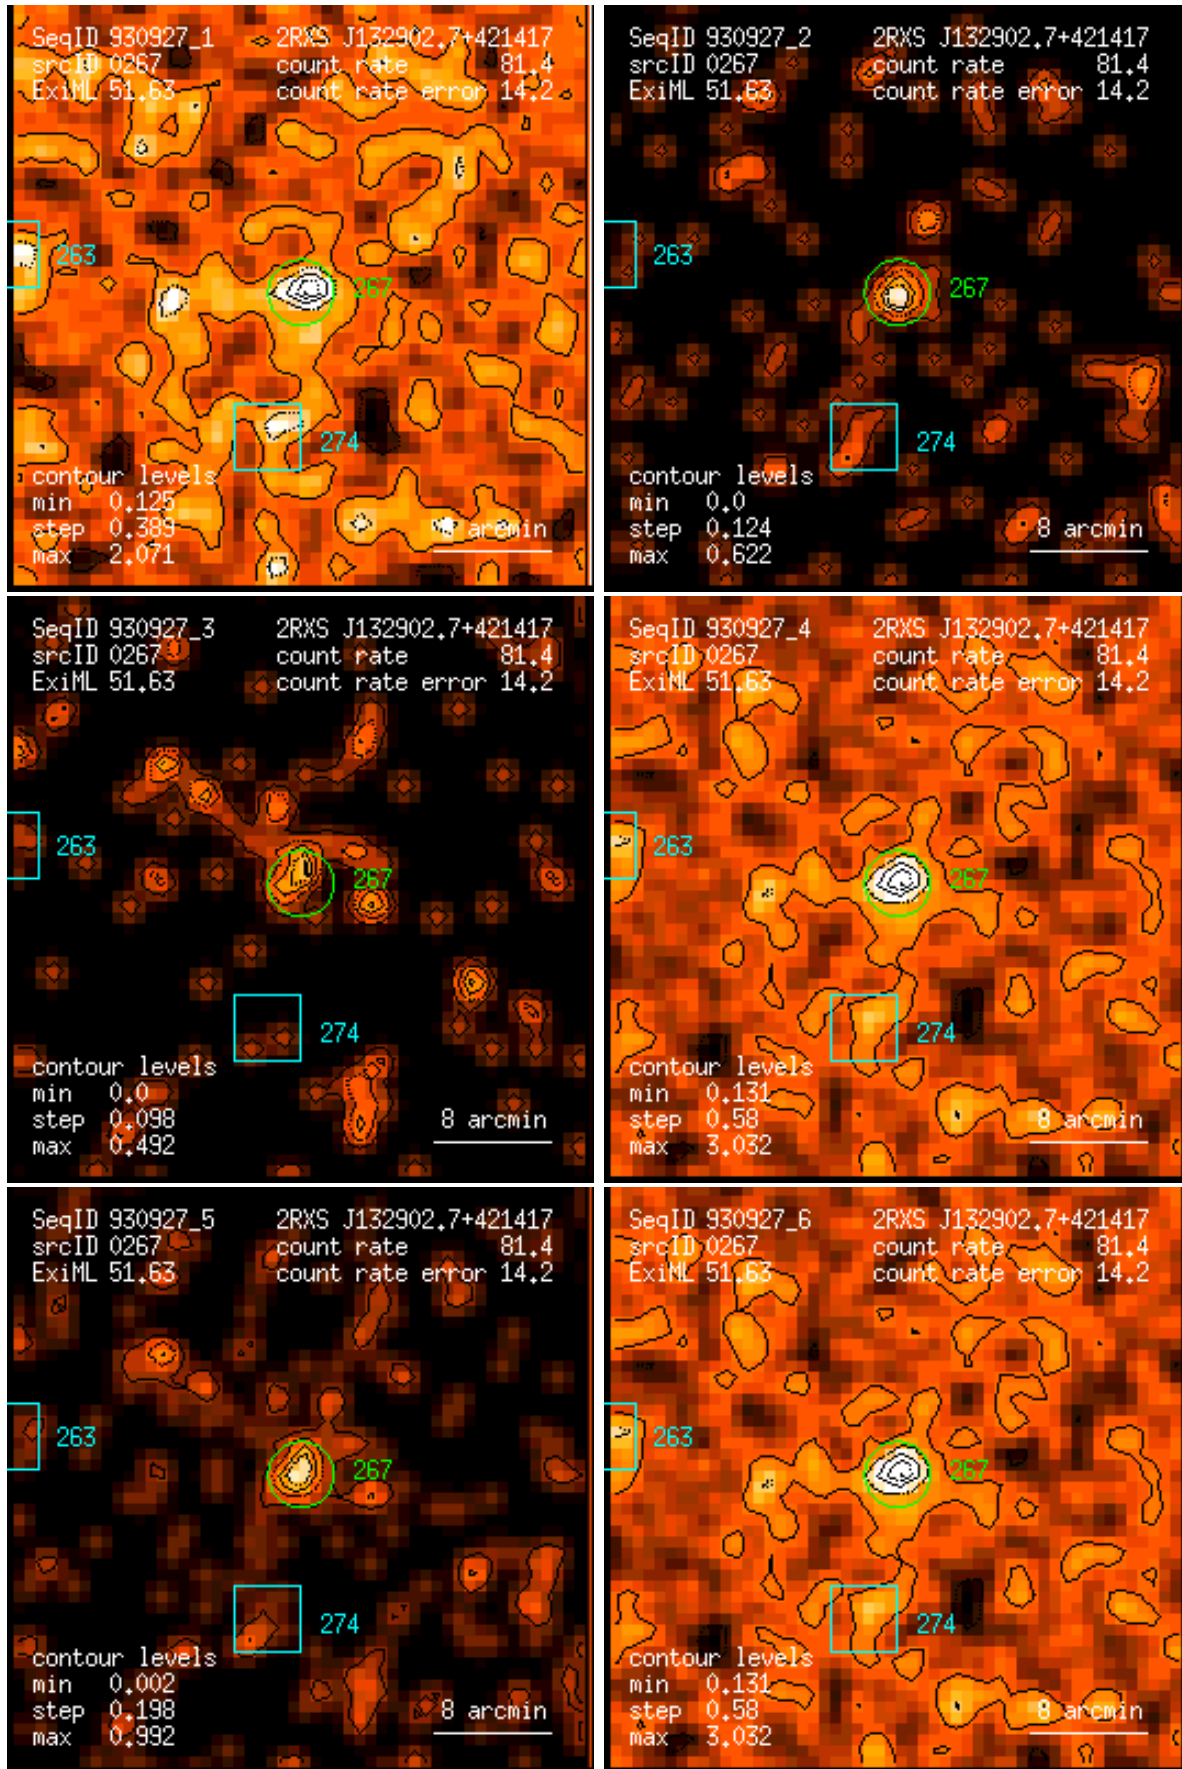 SeqID 930927_1 2RXS J132902.7+421417
srcID 0267 count rate 81.4
ExiML 51.63 count rate error 14.2
263
267
274
contour levels
min 0.125
step 0.389 8 arcmin
max 2.071
SeqID 930927_2 2RXS J132902.7+421417
srcID 0267 count rate 81.4
ExiML 51.63 count rate error 14.2
263
267
274
contour levels
min 0.0
step 0.124 8 arcmin
max 0.622
SeqID 930927_3 2RXS J132902.7+421417
srcID 0267 count rate 81.4
ExiML 51.63 count rate error 14.2
263
267
274
contour levels
min 0.0
step 0.098 8 arcmin
max 0.492
SeqID 930927_4 2RXS J132902.7+421417
srcID 0267 count rate 81.4
ExiML 51.63 count rate error 14.2
263
267
274
contour levels
min 0.131
step 0.58 8 arcmin
max 3.032
SeqID 930927_5 2RXS J132902.7+421417
srcID 0267 count rate 81.4
ExiML 51.63 count rate error 14.2
263
267
274
contour levels
min 0.002
step 0.198 8 arcmin
max 0.992
SeqID 930927_6 2RXS J132902.7+421417
srcID 0267 count rate 81.4
ExiML 51.63 count rate error 14.2
263
267
274
contour levels
min 0.131
step 0.58 8 arcmin
max 3.032